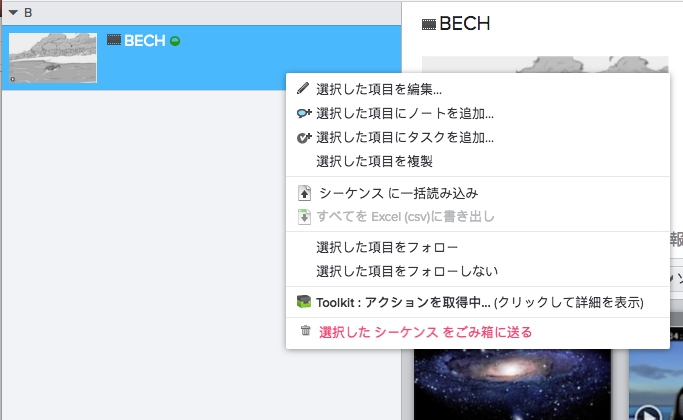 B
BECH
BECH
選択した項目を編集...
選択した項目にノートを追加...
選択した項目にタスクを追加...
選択した項目を複製
シーケンス に一括読み込み
すべてを Excel (csv)に書き出し
報
選択した項目をフォロー
選択した項目をフォローしない
Toolkit : アクションを取得中... (クリックして詳細を表示)
選択した シーケンス をごみ箱に送る